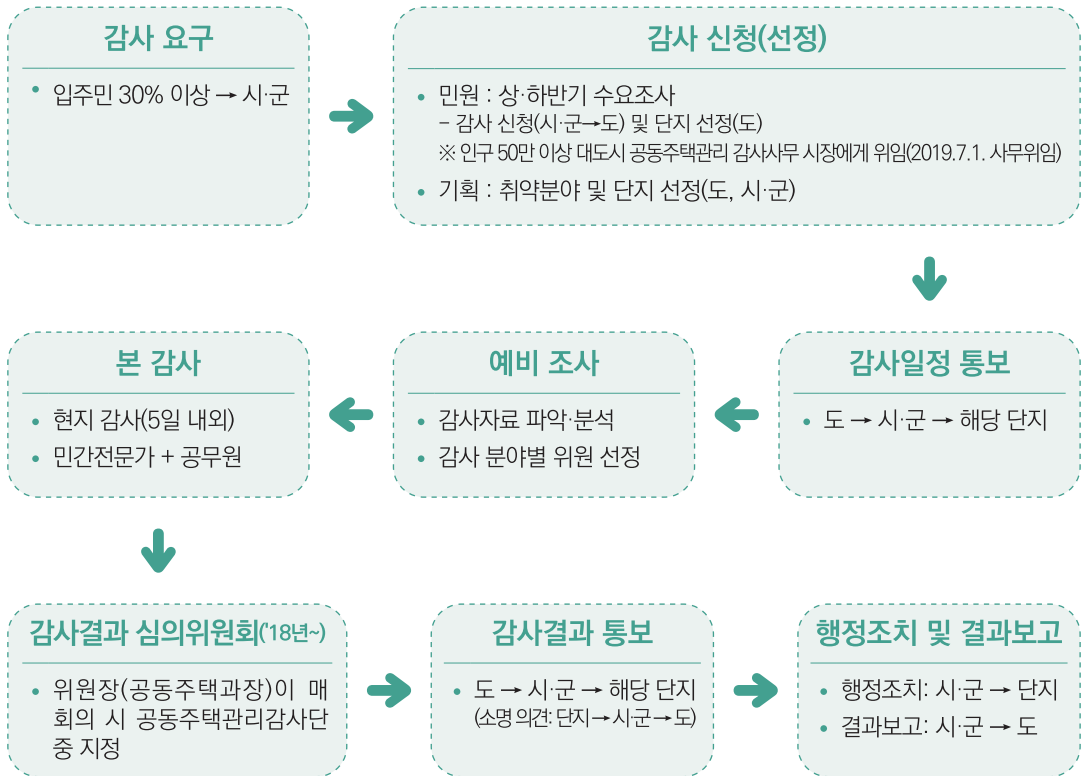 감사 요구
• 입주민 30% 이상 → 시·군
감사 신청(선정)
• 민원 : 상·하반기 수요조사
- 감사 신청(시·군→도) 및 단지 선정(도)
※ 인구 50만 이상 대도시 공동주택관리 감사사무 시장에게 위임(2019.7.1. 사무위임)
• 기획 : 취약분야 및 단지 선정(도, 시·군)
감사일정 통보
• 도 → 시·군 → 해당 단지
예비 조사
• 감사자료 파악·분석
• 감사 분야별 위원 선정
본 감사
• 현지 감사(5일 내외)
• 민간전문가 + 공무원
감사결과 심의위원회('18년~)
• 위원장(공동주택과장)이 매
회의 시 공동주택관리감사단
중 지정
감사결과 통보
• 도 → 시·군 → 해당 단지
(소명 의견: 단지→시·군→도)
행정조치 및 결과보고
• 행정조치: 시·군 → 단지
• 결과보고: 시·군 → 도